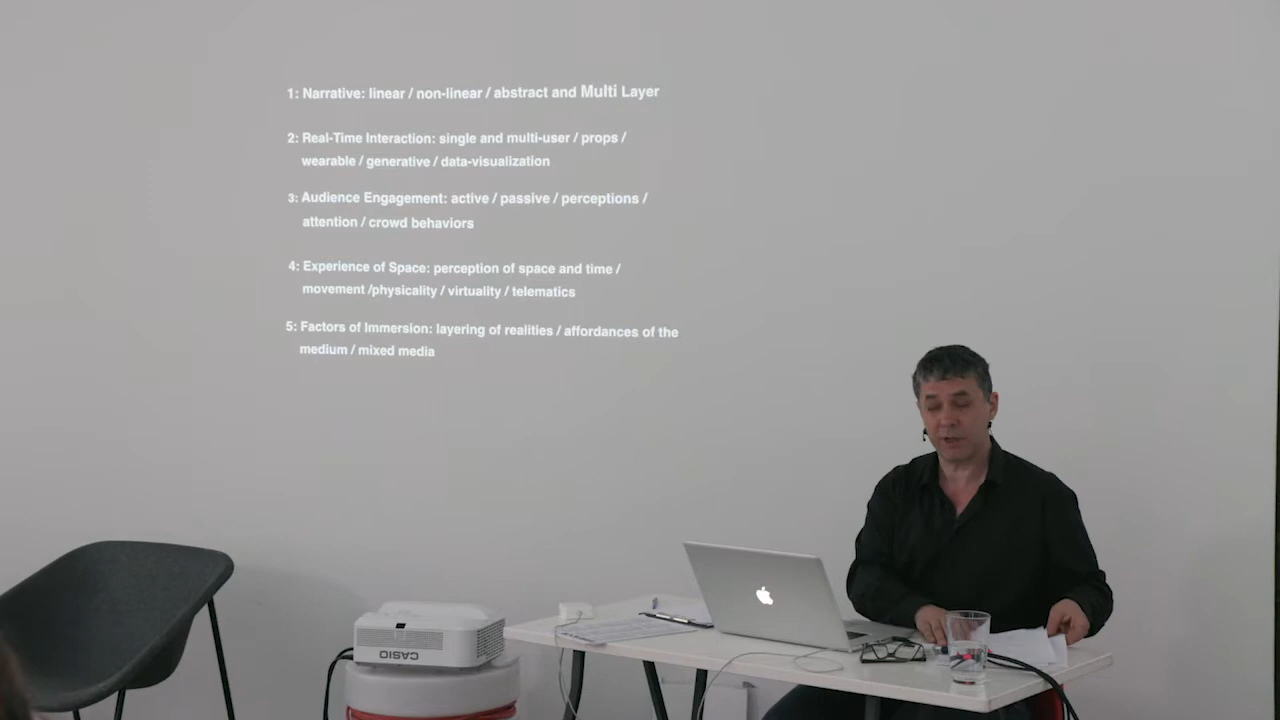 1: Narrative: linear / non-linear / abstract and Multi Layer
2: Real-Time Interaction: single and multi-user / props /
wearable / generative / data-visualization
3: Audience Engagement: active / passive / perceptions /
attention / crowd behaviors
4: Experience of Space: perception of space and time /
movement /physicality / virtuality / telematics
5: Factors of Immersion: layering of realities / affordances of the
medium / mixed media
CASIO